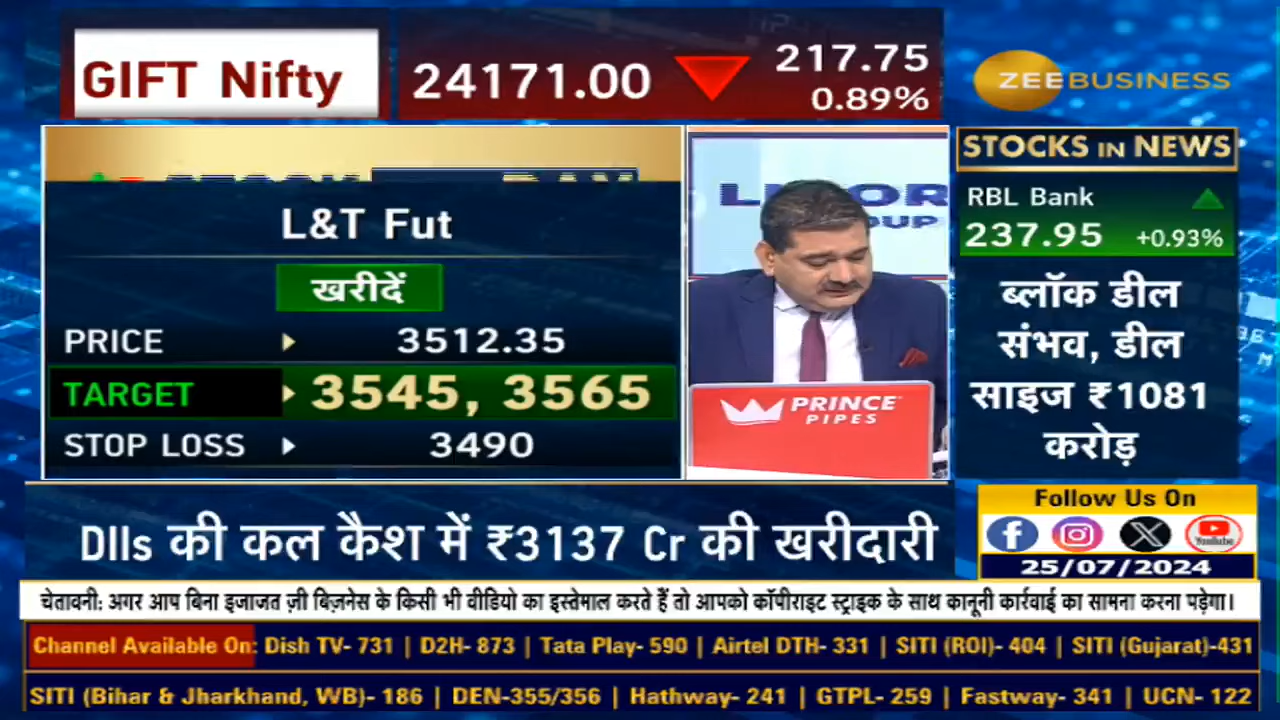 GIFT Nifty
24171.00
217.75
0.89%
ZEEBUSINESS
L&T Fut
खरीदें
PRICE 3512.35
TARGET 3545, 3565
STOP LOSS 3490
PRINCE
PIPES
STOCKS IN NEWS
RBL Bank
237.95 +0.93%
ब्लॉक डील
संभव, डील
साइज ₹1081
करोड़
DIIs की कल कैश में ₹3137 Cr की खरीदारी
Follow Us On
YouTube
25/07/2024
चेतावनी: अगर आप बिना इजाजत ज़ी बिज़नेस के किसी भी वीडियो का इस्तेमाल करते हैं तो आपको कॉपीराइट स्ट्राइक के साथ कानूनी कार्रवाई का सामना करना पड़ेगा।
Channel Available On: Dish TV- 731 | D2H- 873 | Tata Play- 590 | Airtel DTH- 331 | SITI (ROI)- 404 | SITI (Gujarat)-431
SITI (Bihar & Jharkhand, WB)- 186 | DEN-355/356 | Hathway- 241 | GTPL- 259 | Fastway- 341 | UCN- 122